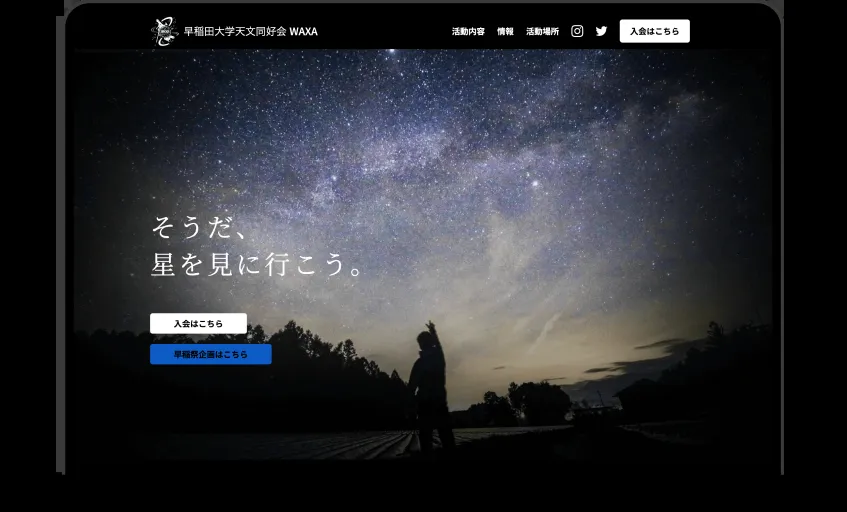 早稲田大学天文同好会 WAXA
活動内容 情報 活動場所 入会はこちら
そうだ、
星を見に行こう。
入会はこちら
早稲祭企画はこちら